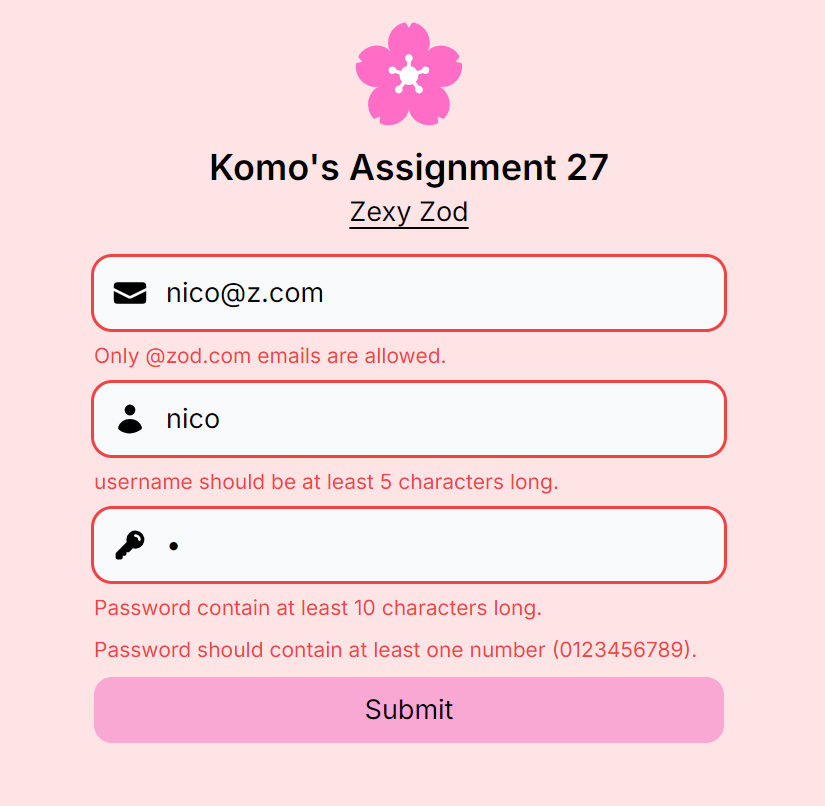 Komo's Assignment 27
Zexy Zod
nico@z.com
Only @zod.com emails are allowed.
nico
username should be at least 5 characters long.
•
Password contain at least 10 characters long.
Password should contain at least one number (0123456789).
Submit